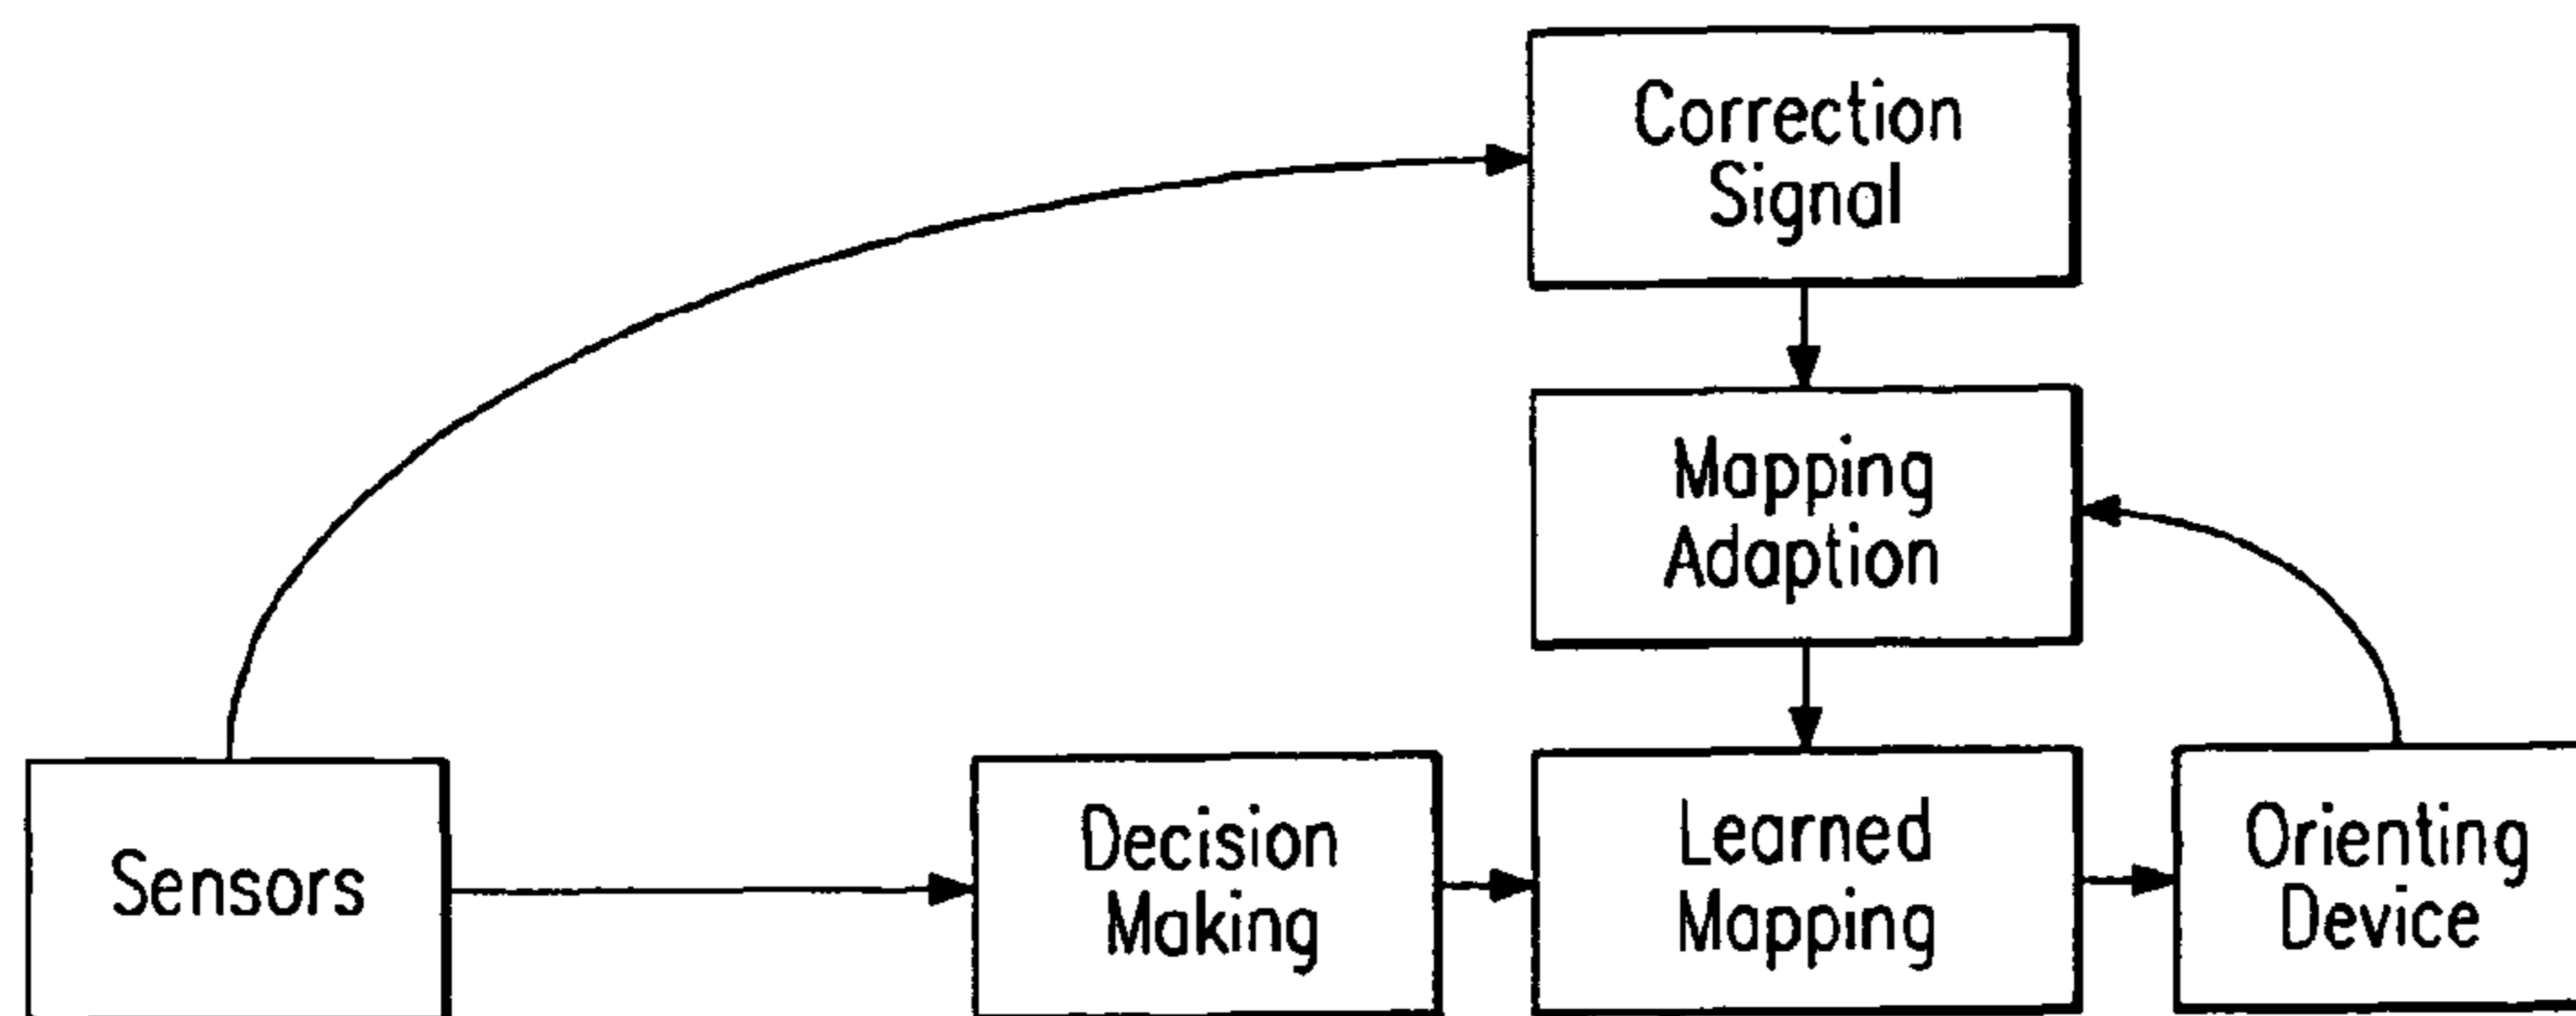 Correction
Signal
Mapping
Adaption
Sensors
Decision
Making
Learned
Mapping
Orienting
Device